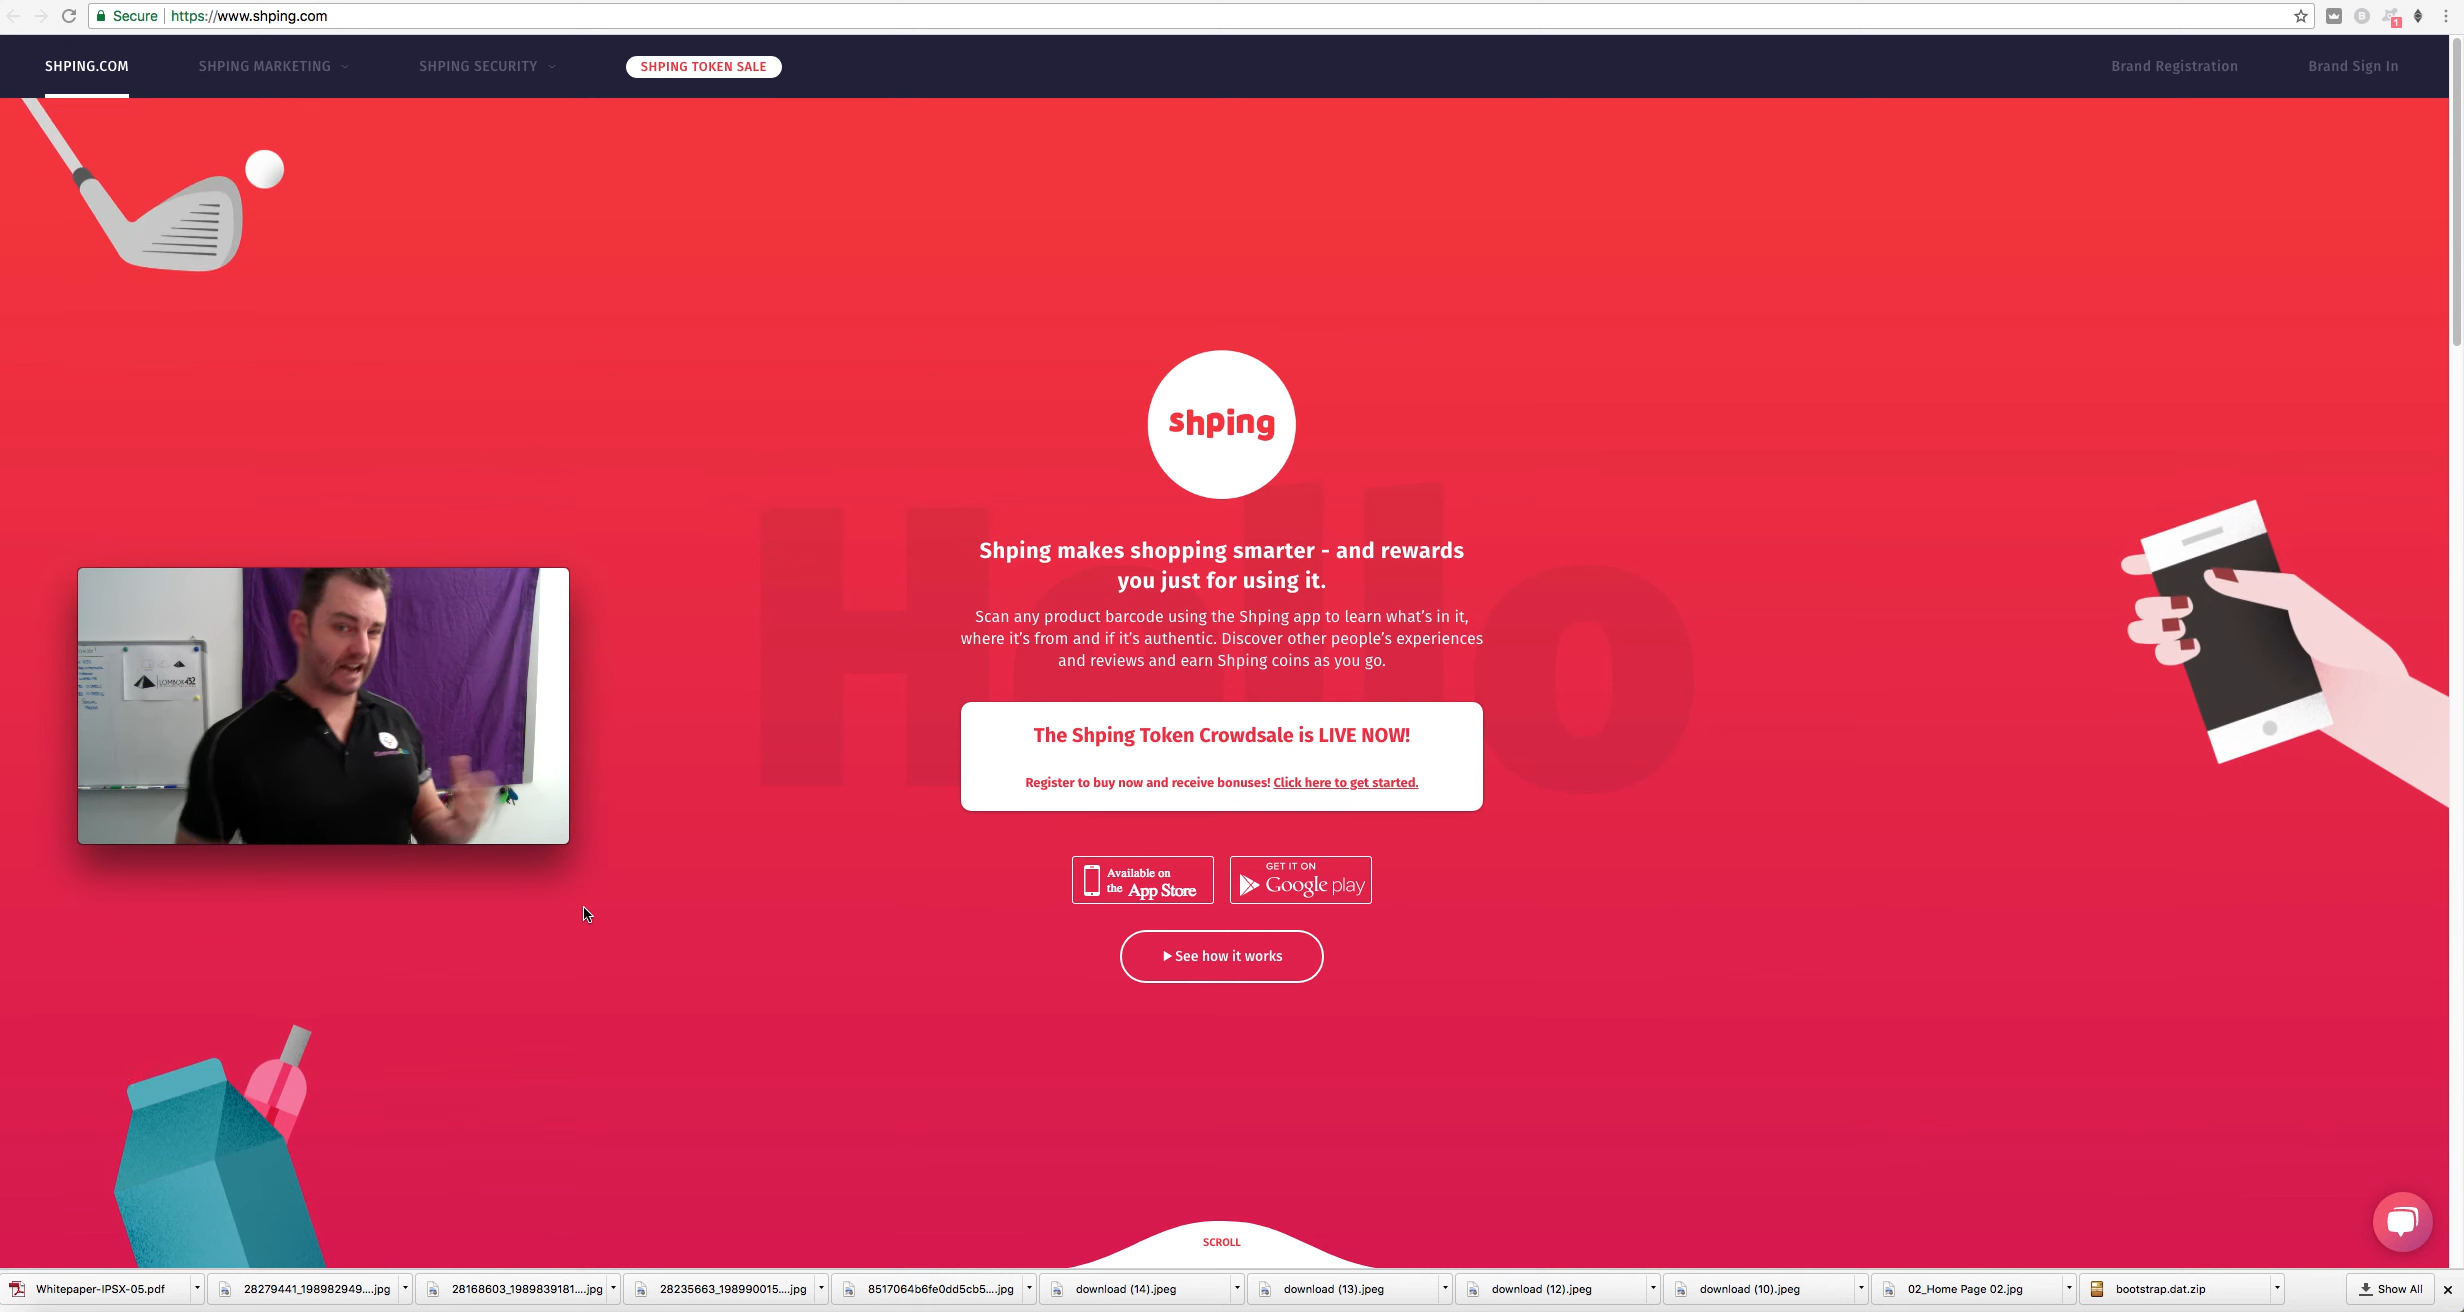 Secure
https://www.shping.com
1
SHPING.COM
SHPING MARKETING
SHPING SECURITY
SHPING TOKEN SALE
Brand Registration
Brand Sign In
Hello
shping
Shping makes shopping smarter - and rewards
you just for using it.
Scan any product barcode using the Shping app to learn what's in it,
where it's from and if it's authentic. Discover other people's experiences
and reviews and earn Shping coins as you go.
LOMBOX432
The Shping Token Crowdsale is LIVE NOW!
Register to buy now and receive bonuses! Click here to get started.
Available on
the App Store
GET IT ON
Google play
See how it works
SCROLL
Whitepaper-IPSX-05.pdf
28279441_198982949....jpg
28168603_1989839181....jpg
28235663_198990015....jpg
8517064b6fe0dd5cb5....jpg
download (14).jpeg
download (13).jpeg
download (12).jpeg
download (10).jpeg
02_Home Page 02.jpg
bootstrap.dat.zip
Show All